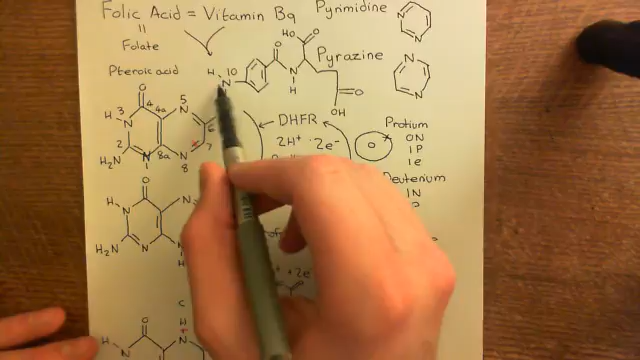 Folic Acid = Vitamin B9
Pyrimidine
Folate
Pteroic acid
HO O
O
H 10
N
N
H
O
OH
Pyrazine
O
H 3 4 4a 5
N N
2 6
7
H2N N 8a N
8
DHFR
2H+ · 2e-
Protium
0N
1P
1e
Deuterium
1N
O
H N N
H2N N N
H
+ 2e-
C
H
O
H N